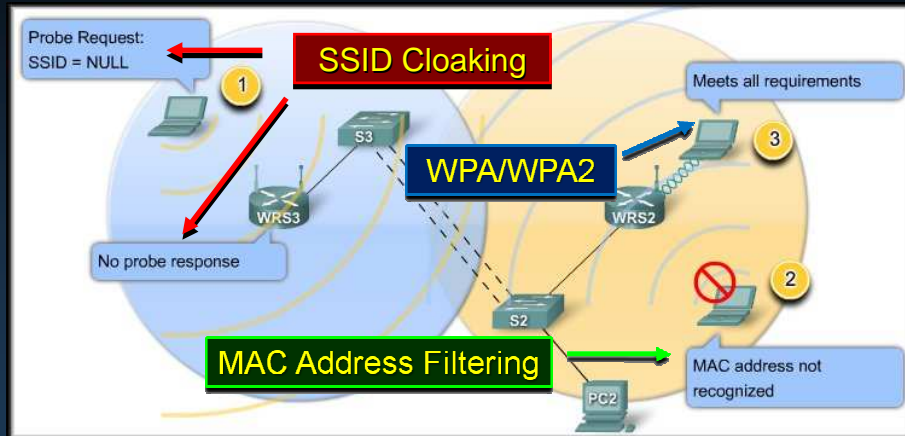 Probe Request:
SSID = NULL
1
SSID Cloaking
Meets all requirements
3
S3
WPA/WPA2
WRS3
WRS2
No probe response
2
S2
MAC Address Filtering
MAC address not
recognized
PC2